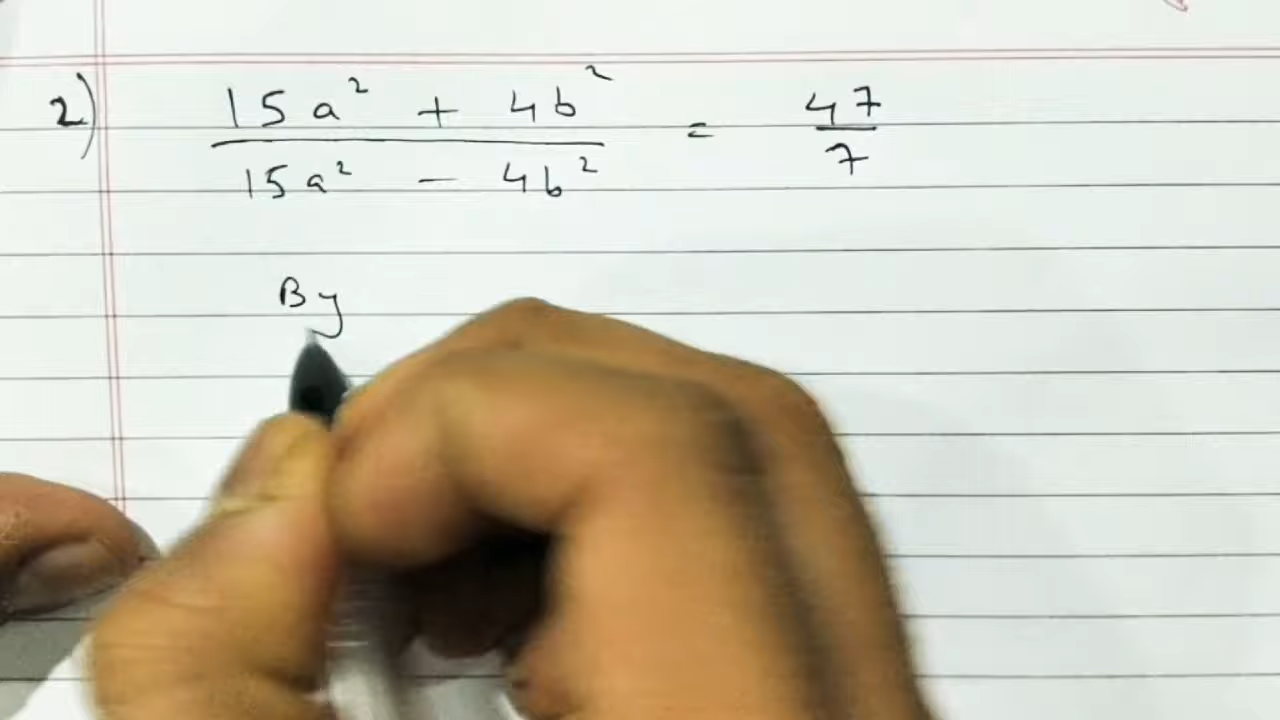 2) 15a² + 4b² / 15a² - 4b² = 47 / 7
By